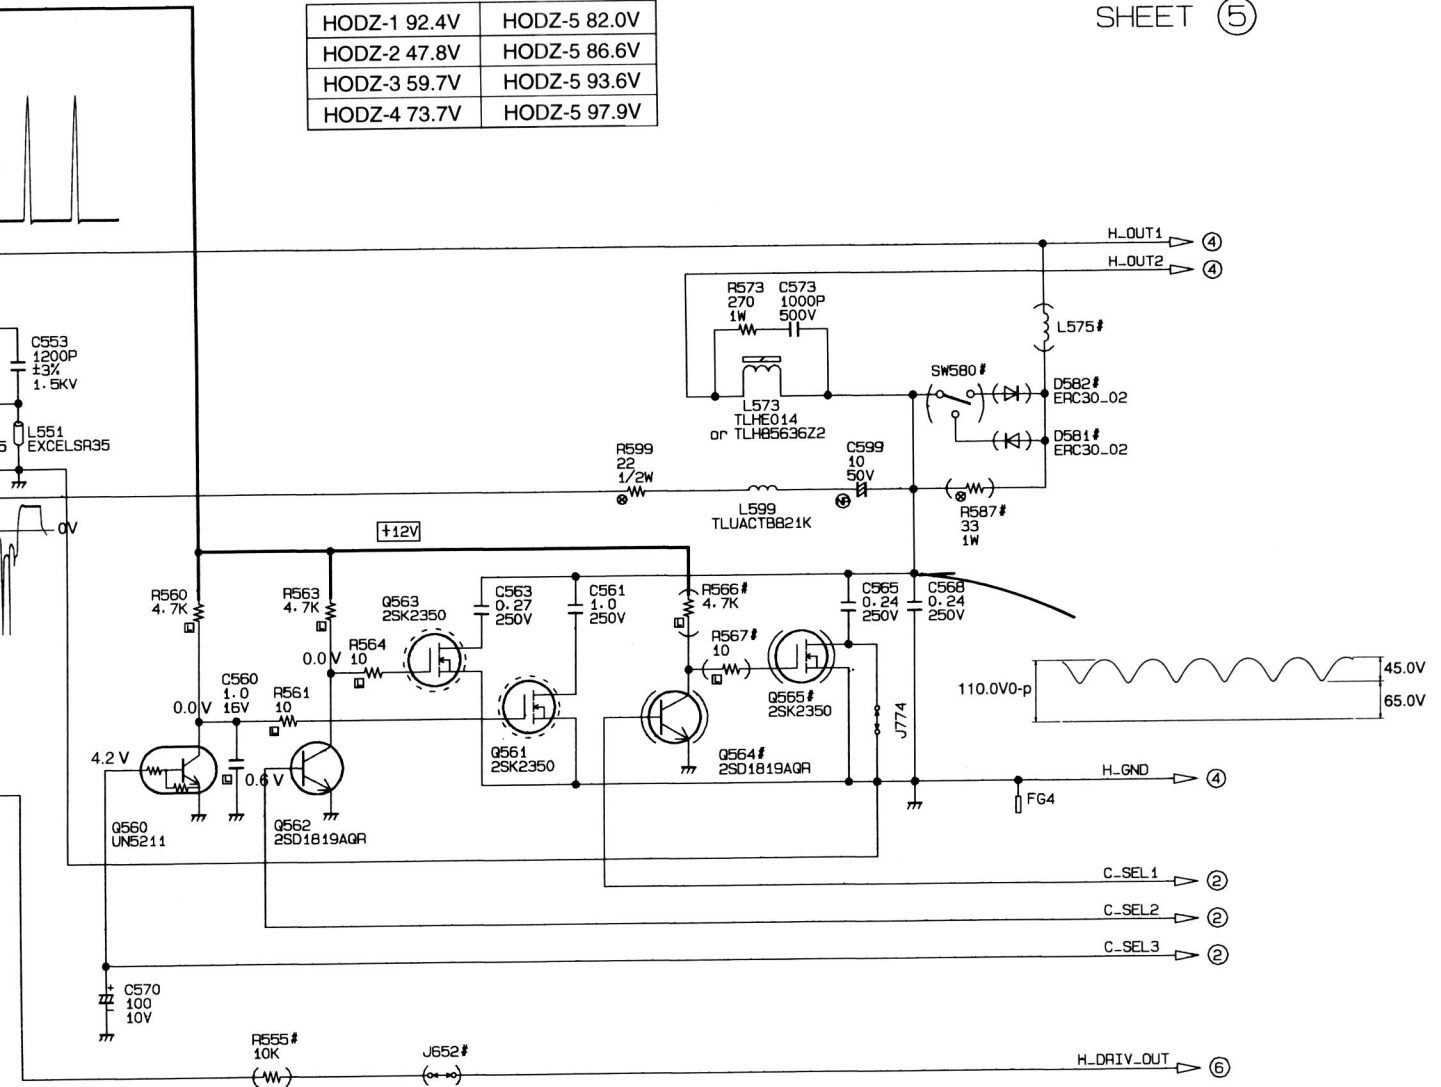 HODZ-1 92.4V HODZ-5 82.0V
HODZ-2 47.8V HODZ-5 86.6V
HODZ-3 59.7V HODZ-5 93.6V
HODZ-4 73.7V HODZ-5 97.9V
SHEET 5
H_OUT1 4
H_OUT2 4
R573
270
1W
C573
1000P
500V
L575#
C553
1200P
±3%
1.5KV
SW580#
D582#
ERC30_02
L573
TLHE014
or TLH85636Z2
L551
EXCELSR35
5
D581#
ERC30_02
R599
22
1/2W
C599
10
50V
NP
L599
TLUACTB821K
R587#
33
1W
0V
+12V
R560
4.7K
L
R563
4.7K
L
Q563
2SK2350
C563
0.27
250V
C561
1.0
250V
R566#
4.7K
L
C565
0.24
250V
C568
0.24
250V
R564
10
L
0.0 V
R567#
10
L
C560
1.0
16V
L
R561
10
L
0.0 V
Q565#
2SK2350
J774
110.0V0-p
45.0V
65.0V
4.2 V
0.6 V
Q561
2SK2350
Q564#
2SD1819AQR
H_GND 4
FG4
Q560
UN5211
Q562
2SD1819AQR
C_SEL1 2
C_SEL2 2
C_SEL3 2
+
C570
100
10V
R555#
10K
J652#
H_DRIV_OUT 6